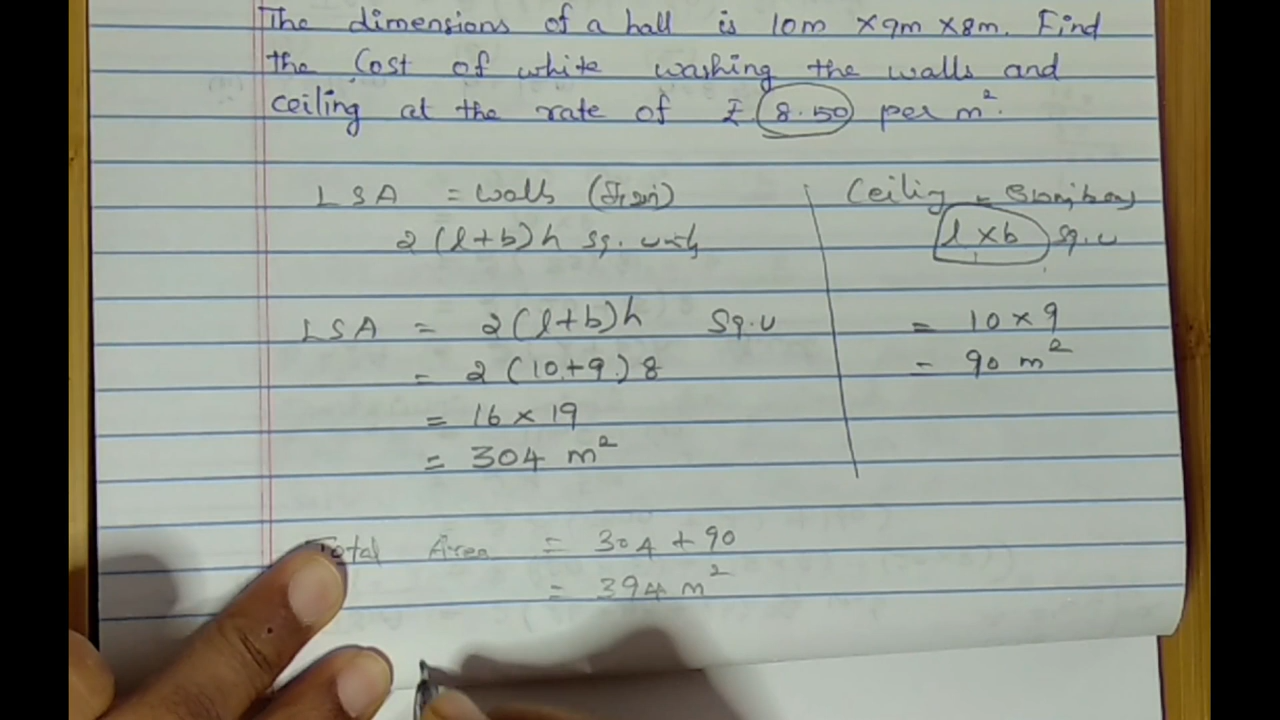 The dimensions of a hall is 10m ×9m ×8m. Find
the Cost of white washing the walls and
ceiling at the rate of ₹ 8.50 per m².
LSA = walls
2(l+b)h sq. units
Ceilig =
l×b sq.u
LSA = 2(l+b)h Sq.u
= 2(10+9)8
= 16×19
= 304 m²
= 10×9
= 90 m²
Total Area = 304+90
= 394 m²